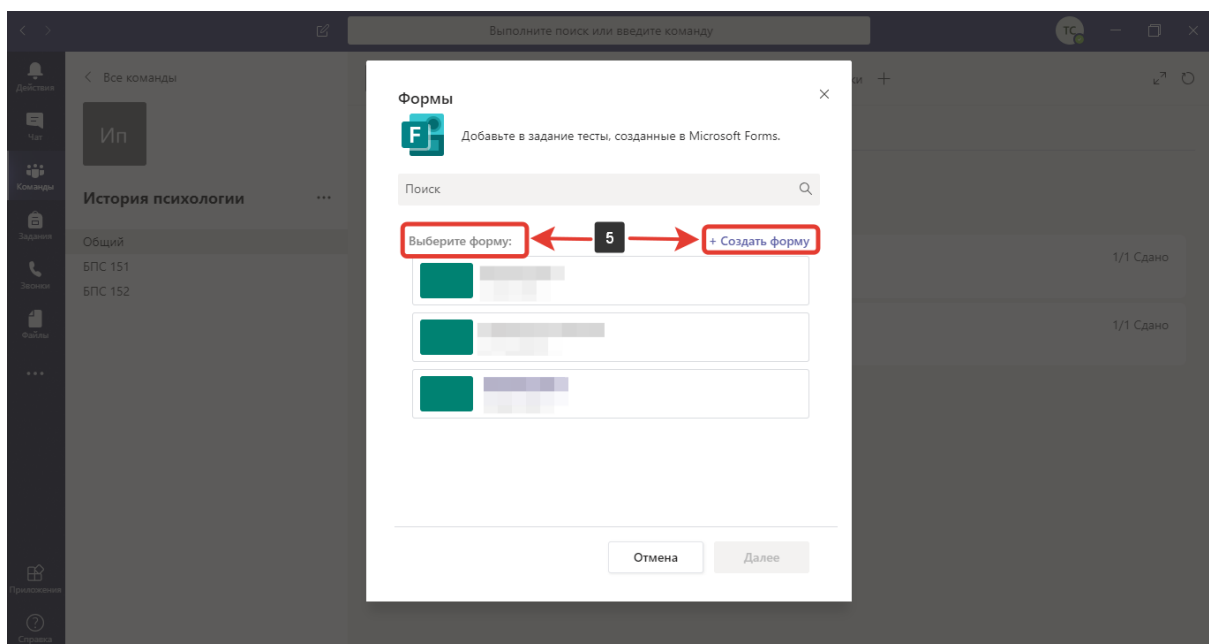 Выполните поиск или введите команду
TC
Действия
Чат
Команды
Задания
Звонки
Файлы
Приложения
Справка
Все команды
Ип
История психологии
Общий
БПС 151
БПС 152
Формы
F
Добавьте в задание тесты, созданные в Microsoft Forms.
Поиск
Выберите форму:
5
+ Создать форму
Отмена
Далее
1/1 Сдано
1/1 Сдано